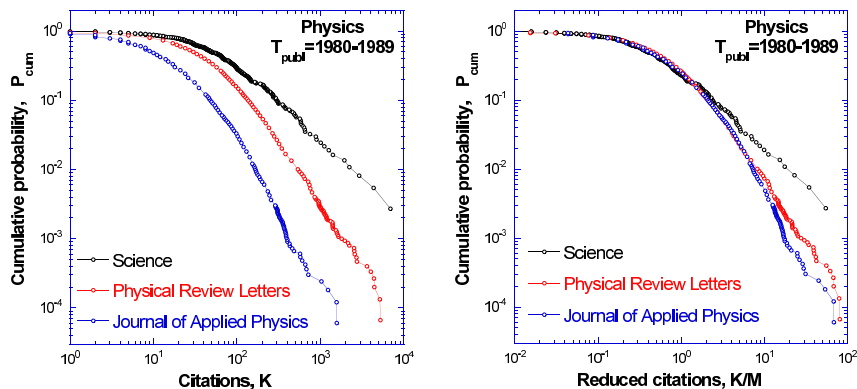 Physics
T_publ=1980-1989
10^0
10^-1
10^-2
10^-3
10^-4
Cumulative probability, P_cum
Science
Physical Review Letters
Journal of Applied Physics
10^0 10^1 10^2 10^3 10^4
Citations, K
Physics
T_publ=1980-1989
10^0
10^-1
10^-2
10^-3
10^-4
Cumulative probability, P_cum
Science
Physical Review Letters
Journal of Applied Physics
10^-2 10^-1 10^0 10^1 10^2
Reduced citations, K/M